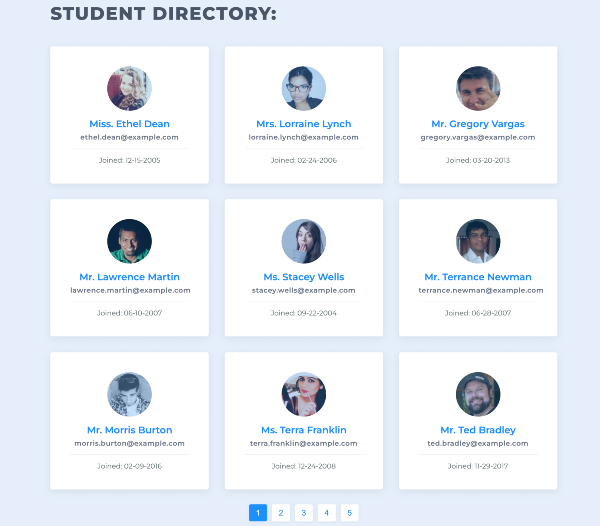 STUDENT DIRECTORY:
Miss. Ethel Dean
ethel.dean@example.com
Joined: 12-15-2005
Mrs. Lorraine Lynch
lorraine.lynch@example.com
Joined: 02-24-2006
Mr. Gregory Vargas
gregory.vargas@example.com
Joined: 03-20-2013
Mr. Lawrence Martin
lawrence.martin@example.com
Joined: 06-10-2007
Ms. Stacey Wells
stacey.wells@example.com
Joined: 09-22-2004
Mr. Terrance Newman
terrance.newman@example.com
Joined: 06-28-2007
Mr. Morris Burton
morris.burton@example.com
Joined: 02-09-2016
Ms. Terra Franklin
terra.franklin@example.com
Joined: 12-24-2008
Mr. Ted Bradley
ted.bradley@example.com
Joined: 11-29-2017
1 2 3 4 5